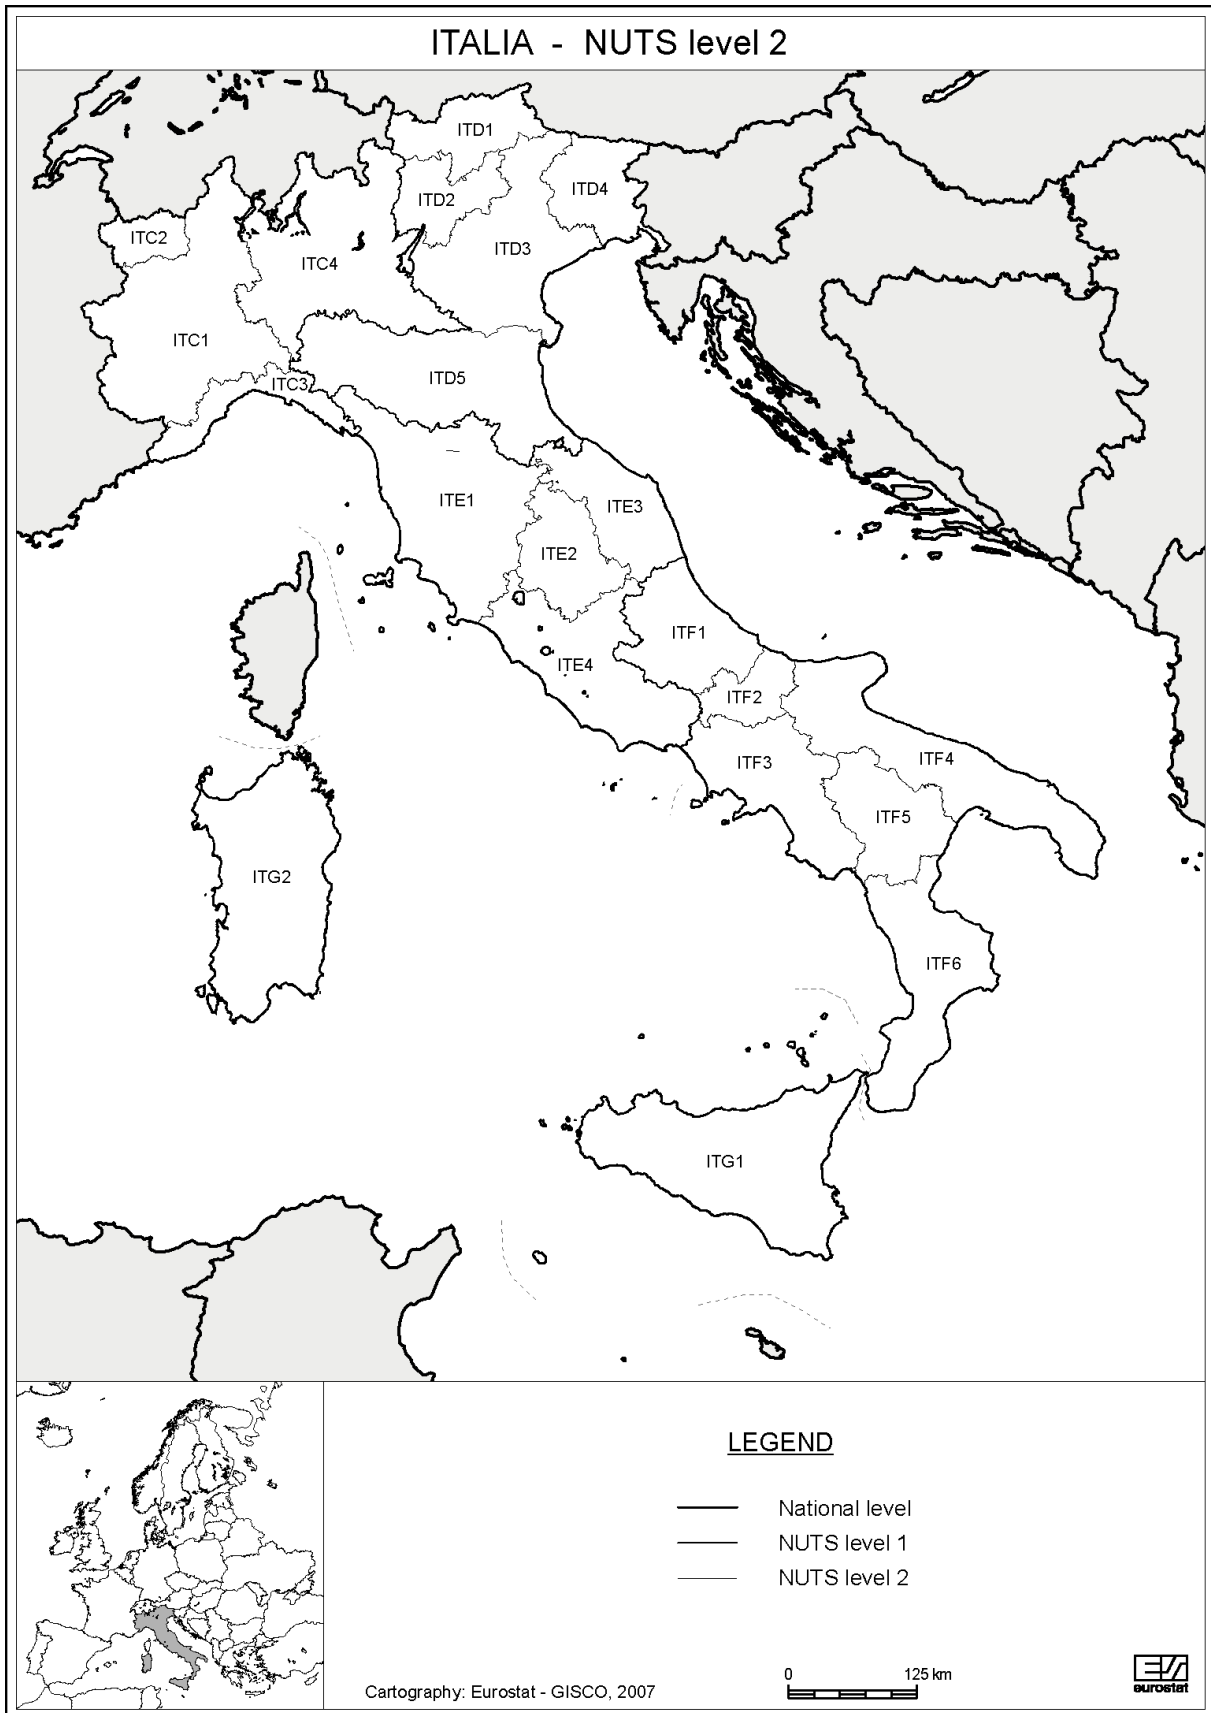 ITALIA - NUTS level 2
ITD1
ITD2
ITD4
ITC2
ITD3
ITC4
ITC1
ITD5
ITC3
ITE1
ITE3
ITE2
ITF1
ITE4
ITF2
ITF3
ITF4
ITF5
ITG2
ITF6
ITG1
LEGEND
National level
NUTS level 1
NUTS level 2
0 125 km
Cartography: Eurostat - GISCO, 2007
eurostat